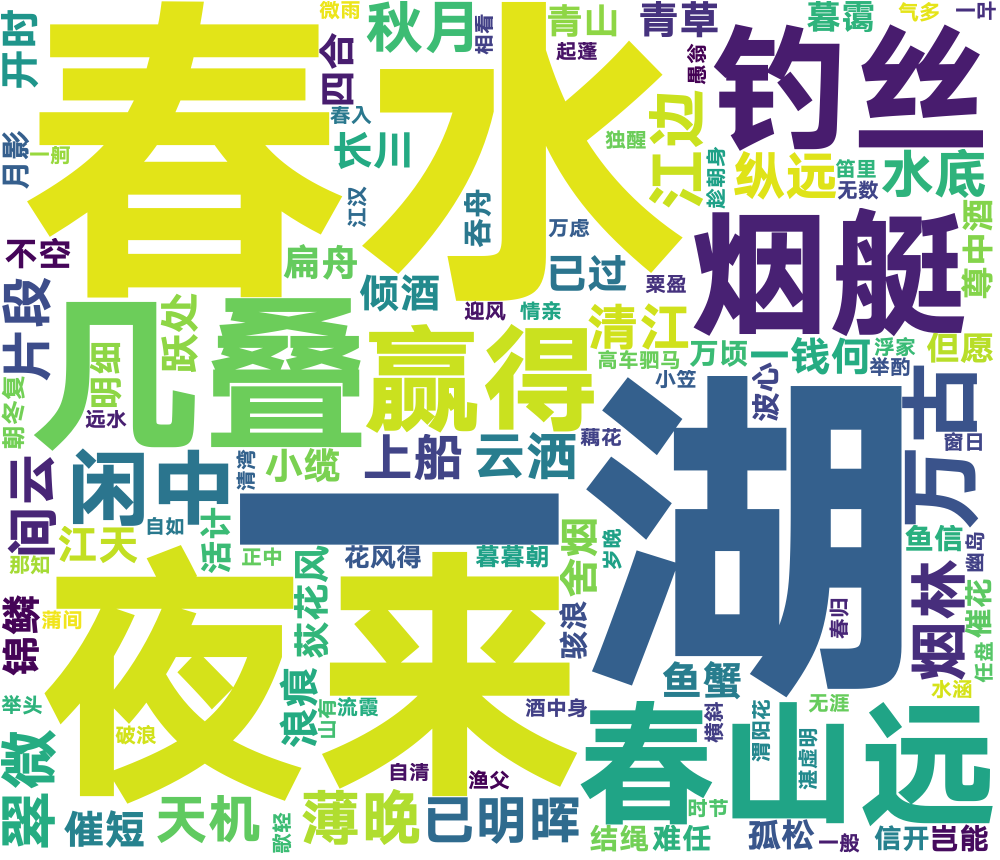 春水
夜来
一湖
几叠
赢得
钓丝
烟艇
春山远
闲中
万古
秋月
青山
青草
暮霭
气多
一叶
微雨
相看
起蓬
愚翁
开时
四合
春入
长川
独醒
江边
纵远
笛里
无数
水底
趁朝身
月影
一舸
江汉
吞舟
万虑
尊中酒
不空
扁舟
倾酒
已过
粟盈
片段
跃处
迎风
情亲
清江
高车驷马
万顷
一钱何
浮家
举酌
但愿
明细
朝冬复
远水
小笠
波心
藕花
窗日
间云
清湾
小缆
上船
云洒
自如
江天
活计
正中
花风得
暮暮朝
舍烟
岁晚
鱼信
幽岛
那知
荻花风
锦鳞
蒲间
骇浪
春归
烟林
催花
任盘
浪痕
鱼蟹
水涵
举头
山有
流霞
酒中身
横斜
渭阳花
无涯
破浪
湛虚明
翠微
自清
渔父
催短
天机
歌轻
薄晚
已明晖
时节
结绳
难任
孤松
一般
信开
岂能